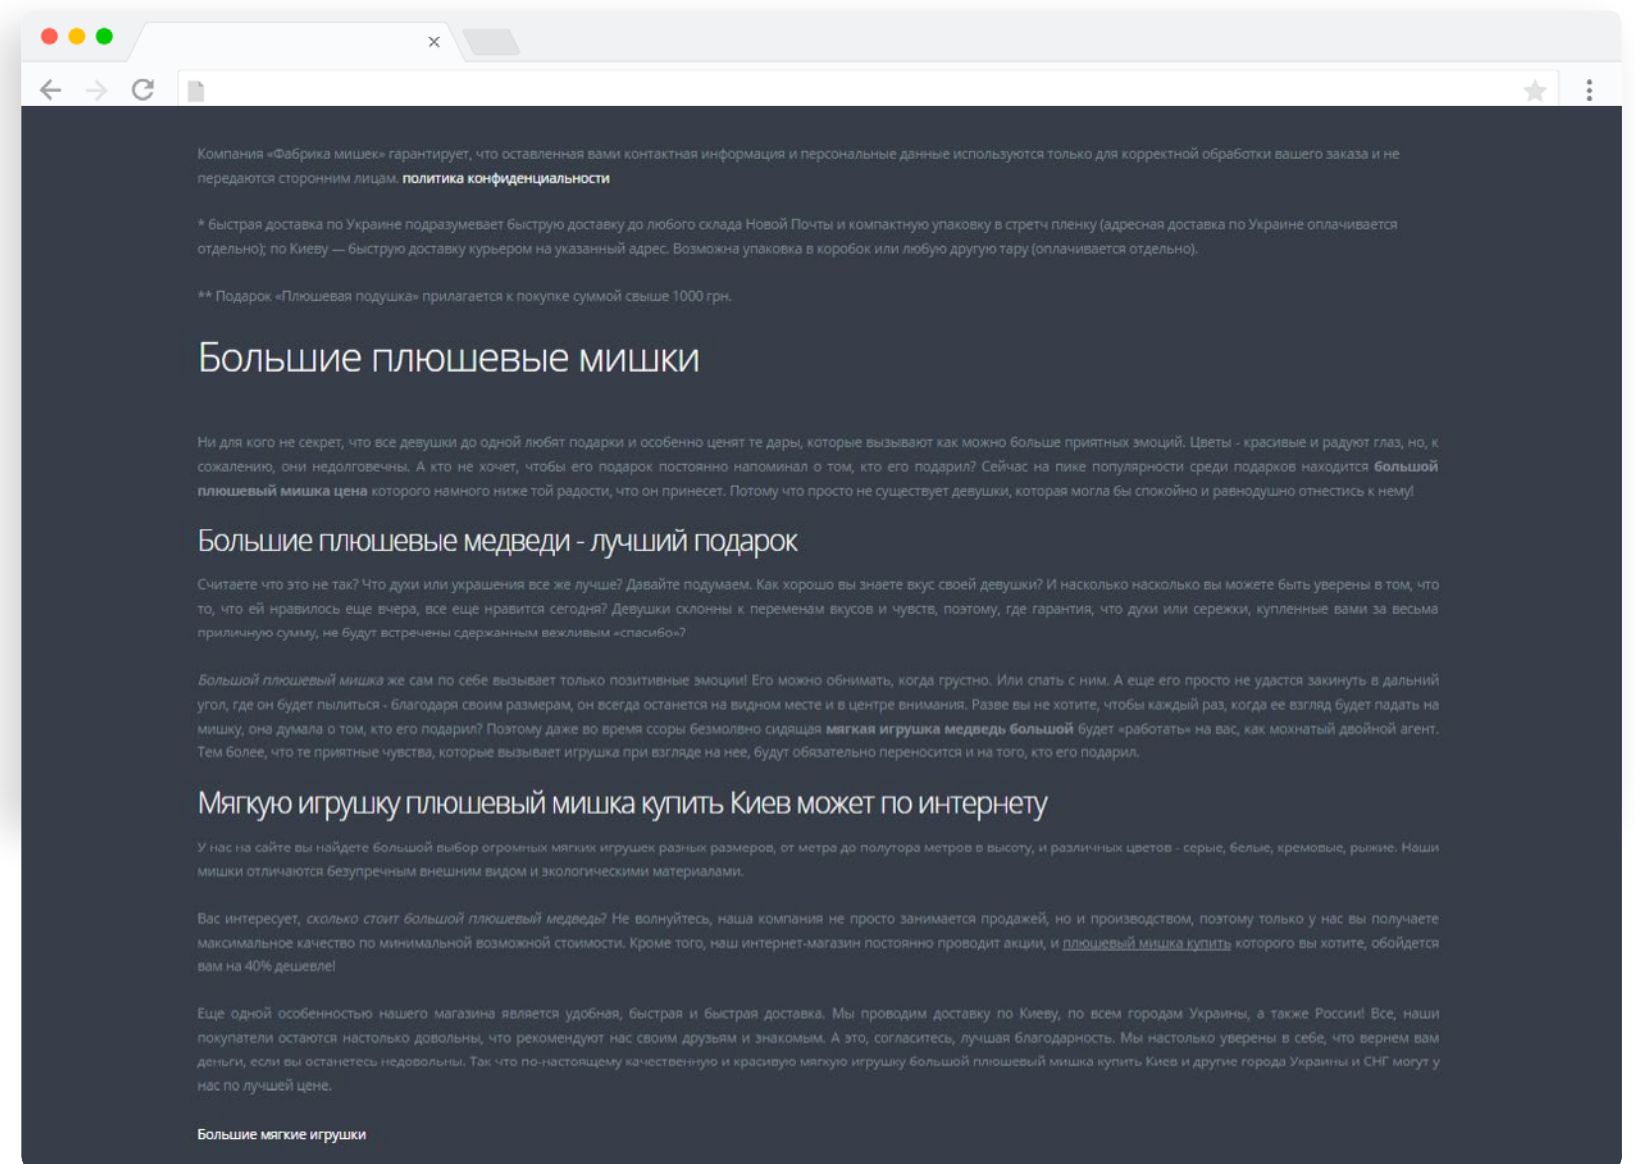 Компания «Фабрика мишек» гарантирует, что оставленная вами контактная информация и персональные данные используются только для корректной обработки вашего заказа и не
передаются сторонним лицам. политика конфиденциальности
* быстрая доставка по Украине подразумевает быструю доставку до любого склада Новой Почты и компактную упаковку в стретч пленку (адресная доставка по Украине оплачивается
отдельно); по Киеву — быструю доставку курьером на указанный адрес. Возможна упаковка в коробок или любую другую тару (оплачивается отдельно).
** Подарок «Плюшевая подушка» прилагается к покупке суммой свыше 1000 грн.
Большие плюшевые мишки
Ни для кого не секрет, что все девушки до одной любят подарки и особенно ценят те дары, которые вызывают как можно больше приятных эмоций. Цветы - красивые и радуют глаз, но, к
сожалению, они недолговечны. А кто не хочет, чтобы его подарок постоянно напоминал о том, кто его подарил? Сейчас на пике популярности среди подарков находится большой
плюшевый мишка цена которого намного ниже той радости, что он принесет. Потому что просто не существует девушки, которая могла бы спокойно и равнодушно отнестись к нему!
Большие плюшевые медведи - лучший подарок
Считаете что это не так? Что духи или украшения все же лучше? Давайте подумаем. Как хорошо вы знаете вкус своей девушки? И насколько насколько вы можете быть уверены в том, что
то, что ей нравилось еще вчера, все еще нравится сегодня? Девушки склонны к переменам вкусов и чувств, поэтому, где гарантия, что духи или сережки, купленные вами за весьма
приличную сумму, не будут встречены сдержанным вежливым «спасибо»?
Большой плюшевый мишка же сам по себе вызывает только позитивные эмоции! Его можно обнимать, когда грустно. Или спать с ним. А еще его просто не удастся закинуть в дальний
угол, где он будет пылиться - благодаря своим размерам, он всегда останется на видном месте и в центре внимания. Разве вы не хотите, чтобы каждый раз, когда ее взгляд будет падать на
мишку, она думала о том, кто его подарил? Поэтому даже во время ссоры безмолвно сидящая мягкая игрушка медведь большой будет «работать» на вас, как мохнатый двойной агент.
Тем более, что те приятные чувства, которые вызывает игрушка при взгляде на нее, будут обязательно переносится и на того, кто его подарил.
Мягкую игрушку плюшевый мишка купить Киев может по интернету
У нас на сайте вы найдете большой выбор огромных мягких игрушек разных размеров, от метра до полутора метров в высоту, и различных цветов - серые, белые, кремовые, рыжие. Наши
мишки отличаются безупречным внешним видом и экологическими материалами.
Вас интересует, сколько стоит большой плюшевый медведь? Не волнуйтесь, наша компания не просто занимается продажей, но и производством, поэтому только у нас вы получаете
максимальное качество по минимальной возможной стоимости. Кроме того, наш интернет-магазин постоянно проводит акции, и плюшевый мишка купить которого вы хотите, обойдется
вам на 40% дешевле!
Еще одной особенностью нашего магазина является удобная, быстрая и быстрая доставка. Мы проводим доставку по Киеву, по всем городам Украины, а также России! Все, наши
покупатели остаются настолько довольны, что рекомендуют нас своим друзьям и знакомым. А это, согласитесь, лучшая благодарность. Мы настолько уверены в себе, что вернем вам
деньги, если вы останетесь недовольны. Так что по-настоящему качественную и красивую мягкую игрушку большой плюшевый мишка купить Киев и другие города Украины и СНГ могут у
нас по лучшей цене.
Большие мягкие игрушки